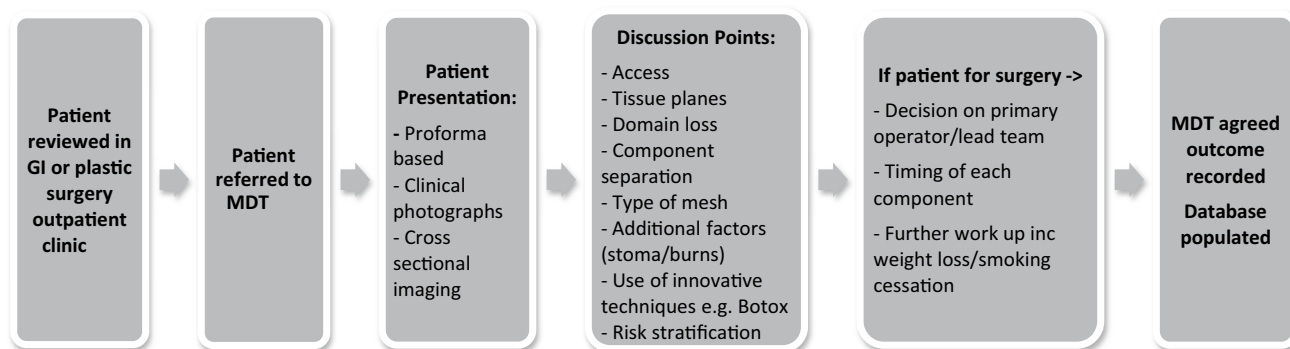 Patient
reviewed in
GI or plastic
surgery
outpatient
clinic
Patient
referred to
MDT
Patient
Presentation:
- Proforma
based
- Clinical
photographs
- Cross
sectional
imaging
Discussion Points:
- Access
- Tissue planes
- Domain loss
- Component
separation
- Type of mesh
- Additional factors
(stoma/burns)
- Use of innovative
techniques e.g. Botox
- Risk stratification
If patient for surgery ->
- Decision on primary
operator/lead team
- Timing of each
component
- Further work up inc
weight loss/smoking
cessation
MDT agreed
outcome
recorded
Database
populated